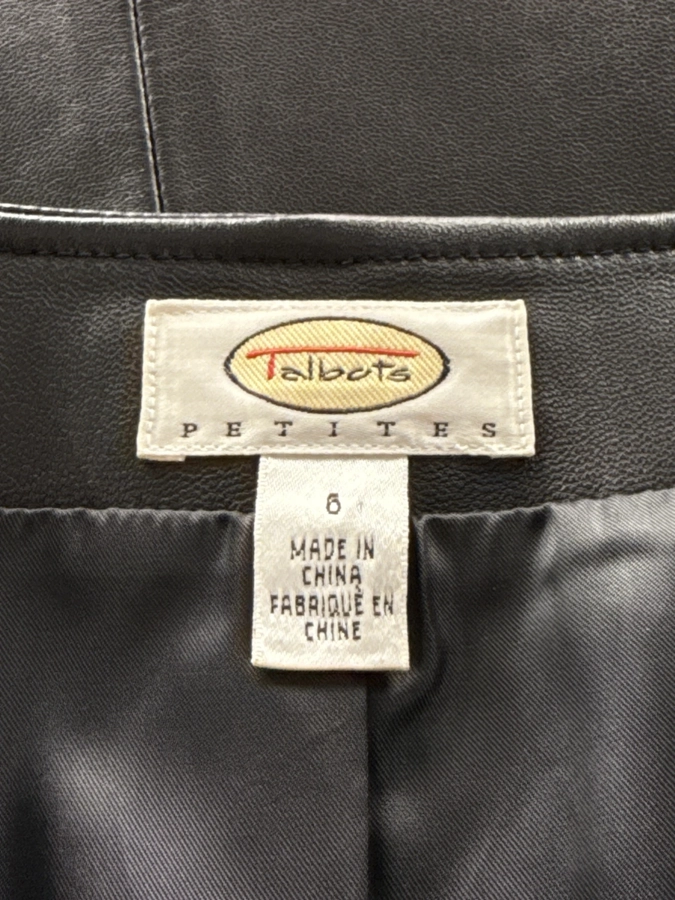 Talbots
PETITES
6
MADE IN
CHINA
FABRIQUÈ EN
CHINE